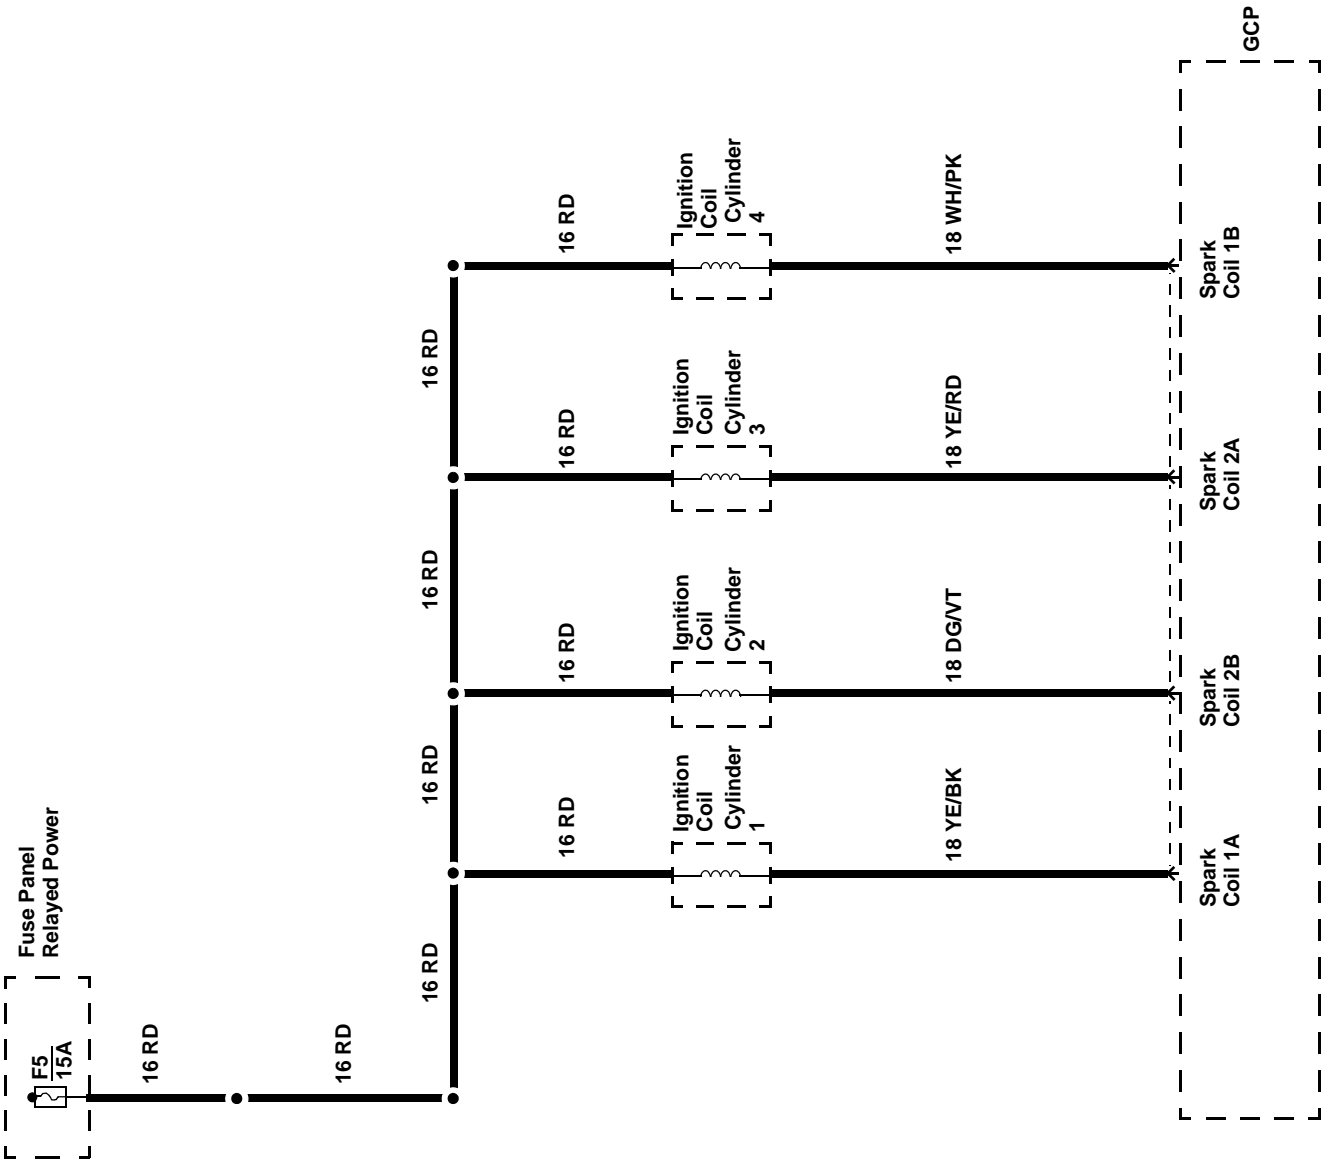 Fuse Panel
Relayed Power
F5
15A
16 RD
16 RD
16 RD
16 RD
16 RD
16 RD
16 RD
Ignition
Coil
Cylinder
1
18 YE/BK
Spark
Coil 1A
16 RD
Ignition
Coil
Cylinder
2
18 DG/VT
Spark
Coil 2B
16 RD
Ignition
Coil
Cylinder
3
18 YE/RD
Spark
Coil 2A
16 RD
Ignition
Coil
Cylinder
4
18 WH/PK
Spark
Coil 1B
GCP